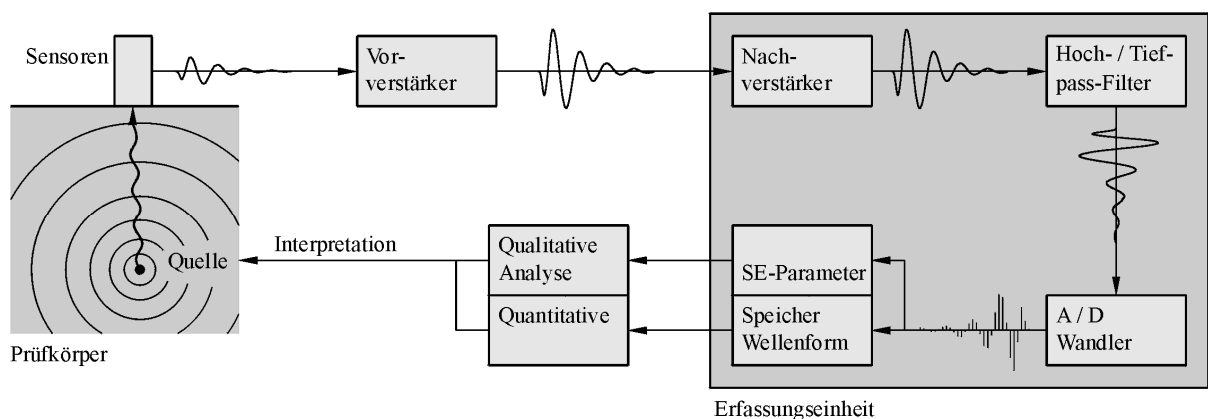 Sensoren
Vor-
verstärker
Nach-
verstärker
Hoch- / Tief-
pass-Filter
Quelle
Interpretation
Qualitative
Analyse
Quantitative
SE-Parameter
Speicher
Wellenform
A / D
Wandler
Prüfkörper
Erfassungseinheit